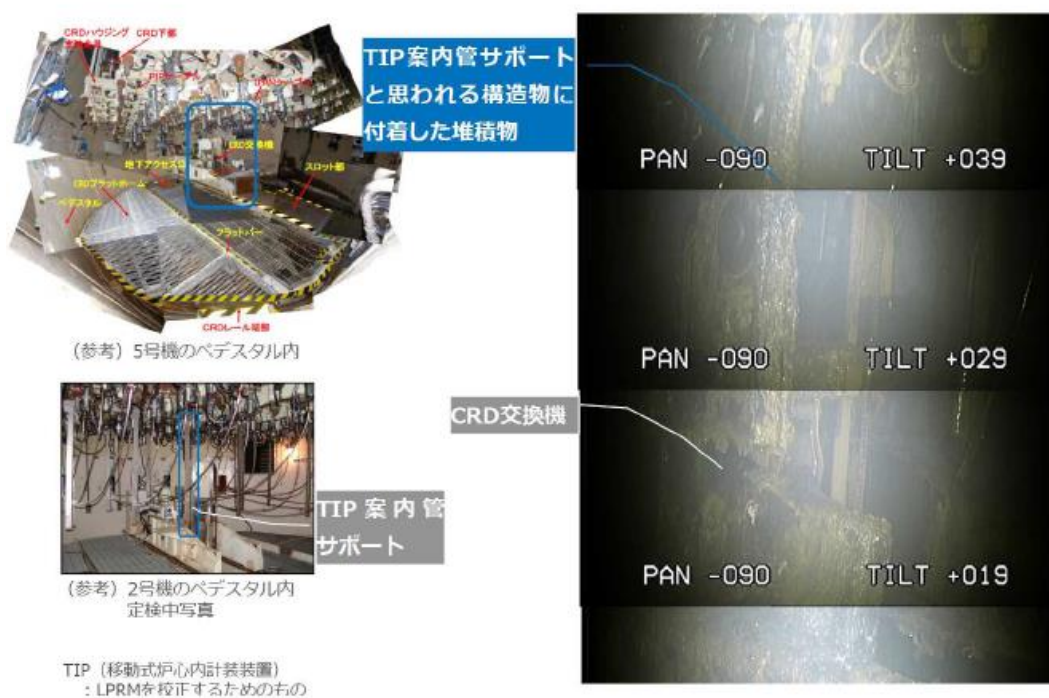 CRDハウジング
CRD下部
PIPケーブル
CRD交換機
地下アクセス口
スロット部
CRDプラットホーム
ペデスタル
フラットバー
CRDレール端部
(参考) 5号機のペデスタル内
TIP案内管サポート
と思われる構造物に
付着した堆積物
PAN -090 TILT +039
PAN -090 TILT +029
CRD交換機
PAN -090 TILT +019
TIP案内管
サポート
(参考) 2号機のペデスタル内
定検中写真
TIP (移動式炉心内計装装置)
:LPRMを校正するためのもの